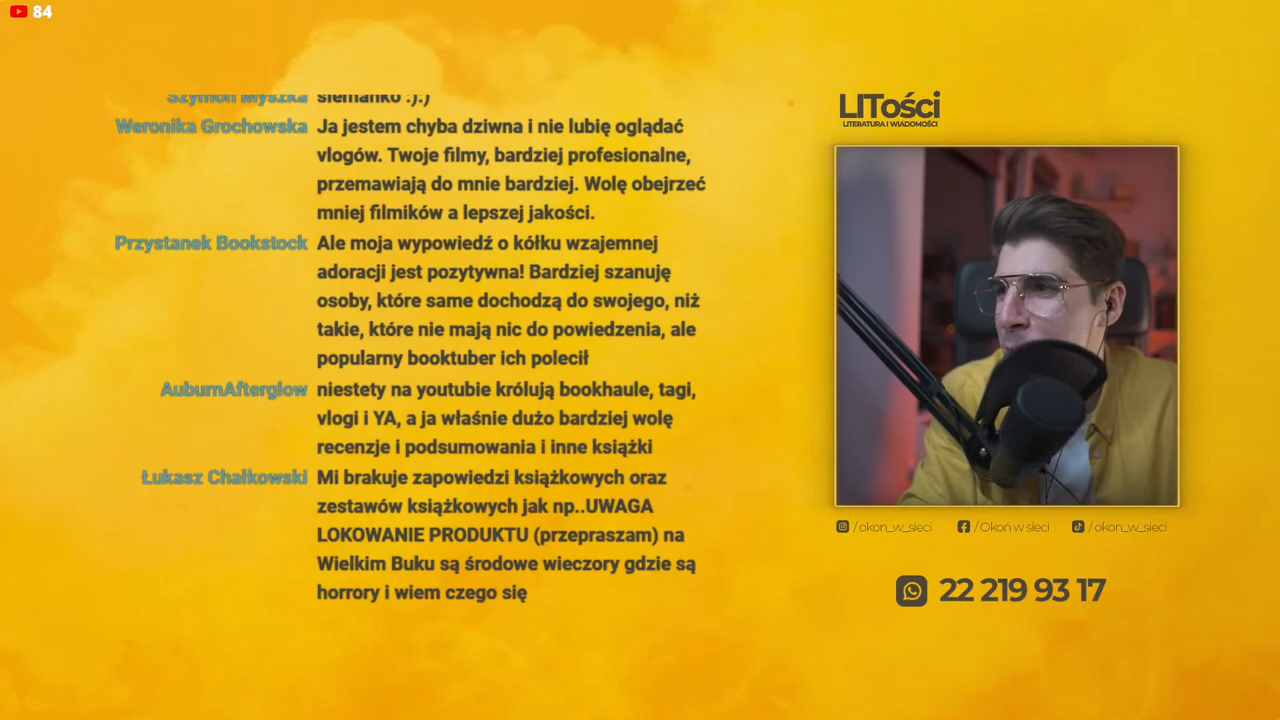 84
Szymon Myszka siemanko :).)
Weronika Grochowska Ja jestem chyba dziwna i nie lubię oglądać
vlogów. Twoje filmy, bardziej profesionalne,
przemawiają do mnie bardziej. Wolę obejrzeć
mniej filmików a lepszej jakości.
Przystanek Bookstock Ale moja wypowiedź o kółku wzajemnej
adoracji jest pozytywna! Bardziej szanuję
osoby, które same dochodzą do swojego, niż
takie, które nie mają nic do powiedzenia, ale
popularny booktuber ich polecił
AuburnAfterglow niestety na youtubie królują bookhaule, tagi,
vlogi i YA, a ja właśnie dużo bardziej wolę
recenzje i podsumowania i inne książki
Łukasz Chałkowski Mi brakuje zapowiedzi książkowych oraz
zestawów książkowych jak np..UWAGA
LOKOWANIE PRODUKTU (przepraszam) na
Wielkim Buku są środowe wieczory gdzie są
horrory i wiem czego się
LITości
LITERATURA I WIADOMOŚCI
/ okon_w_sieci / Okoń w sieci / okon_w_sieci
22 219 93 17